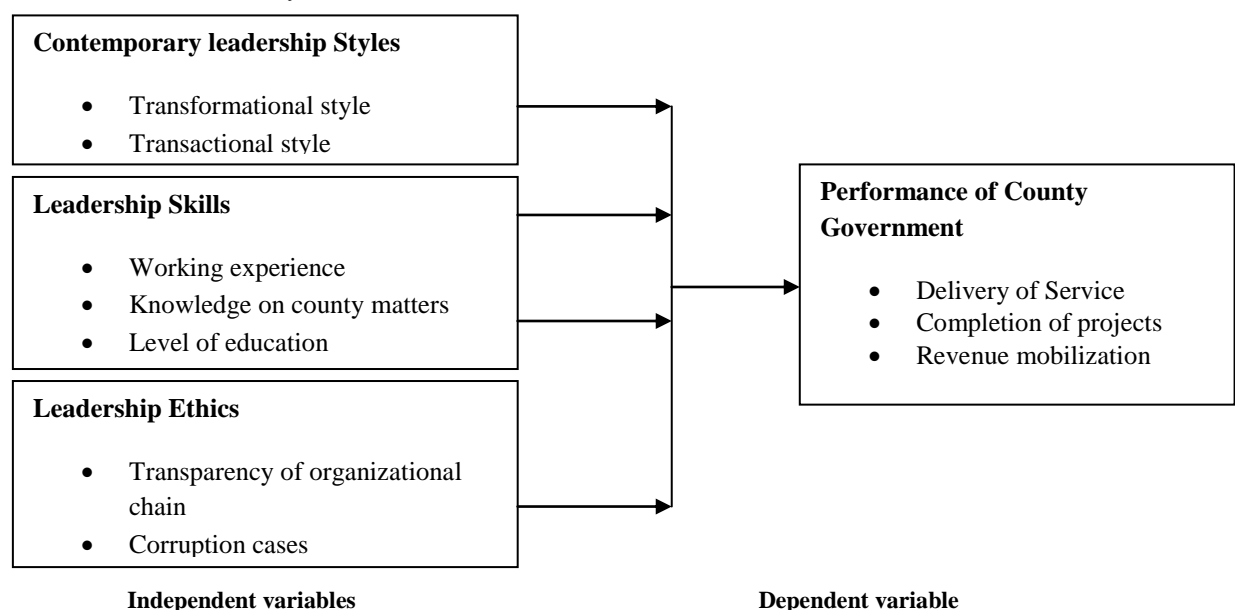 Contemporary leadership Styles
• Transformational style
• Transactional style
Leadership Skills
• Working experience
• Knowledge on county matters
• Level of education
Leadership Ethics
• Transparency of organizational
chain
• Corruption cases
Performance of County
Government
• Delivery of Service
• Completion of projects
• Revenue mobilization
Independent variables
Dependent variable